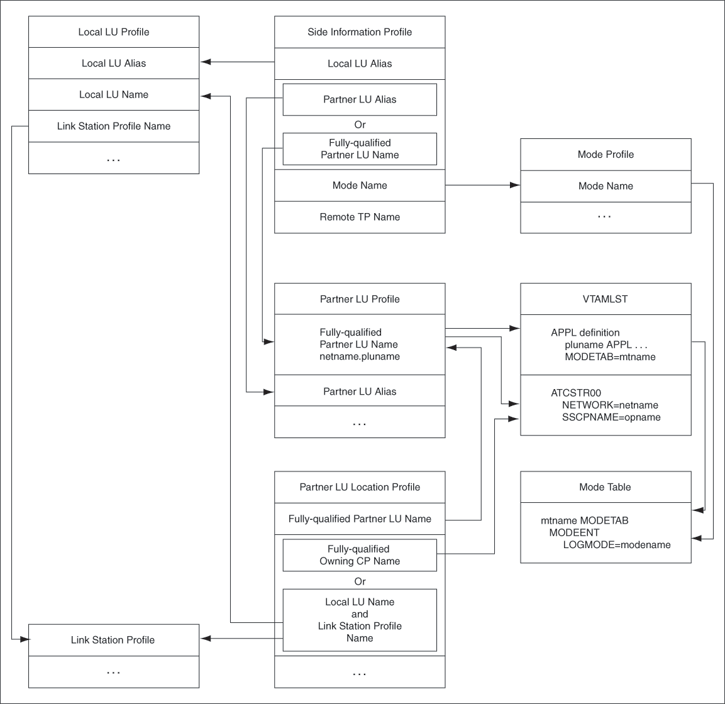 Local LU Profile
Local LU Alias
Local LU Name
Link Station Profile Name
...
Side Information Profile
Local LU Alias
Partner LU Alias
Or
Fully-qualified
Partner LU Name
Mode Name
Remote TP Name
Mode Profile
Mode Name
...
Partner LU Profile
Fully-qualified
Partner LU Name
netname.pluname
Partner LU Alias
...
VTAMLST
APPL definition
pluname APPL . . .
MODETAB=mtname
ATCSTR00
NETWORK=netname
SSCPNAME=opname
Partner LU Location Profile
Fully-qualified Partner LU Name
Fully-qualified
Owning CP Name
Or
Local LU Name
and
Link Station Profile
Name
...
Mode Table
mtname MODETAB
MODEENT
LOGMODE=modename
Link Station Profile
...